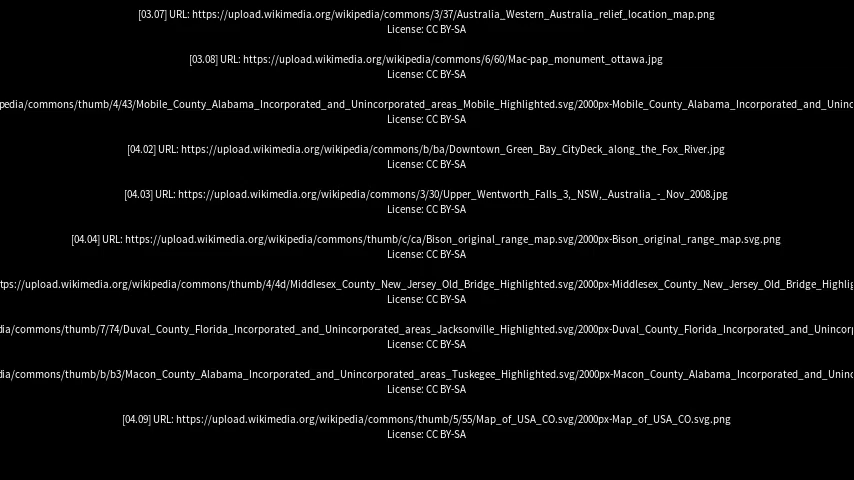 [03.07] URL: https://upload.wikimedia.org/wikipedia/commons/3/37/Australia_Western_Australia_relief_location_map.png
License: CC BY-SA
[03.08] URL: https://upload.wikimedia.org/wikipedia/commons/6/60/Mac-pap_monument_ottawa.jpg
License: CC BY-SA
pedia/commons/thumb/4/43/Mobile_County_Alabama_Incorporated_and_Unincorporated_areas_Mobile_Highlighted.svg/2000px-Mobile_County_Alabama_Incorporated_and_Uninc
License: CC BY-SA
[04.02] URL: https://upload.wikimedia.org/wikipedia/commons/b/ba/Downtown_Green_Bay_CityDeck_along_the_Fox_River.jpg
License: CC BY-SA
[04.03] URL: https://upload.wikimedia.org/wikipedia/commons/3/30/Upper_Wentworth_Falls_3,_NSW,_Australia_-_Nov_2008.jpg
License: CC BY-SA
[04.04] URL: https://upload.wikimedia.org/wikipedia/commons/thumb/c/ca/Bison_original_range_map.svg/2000px-Bison_original_range_map.svg.png
License: CC BY-SA
tps://upload.wikimedia.org/wikipedia/commons/thumb/4/4d/Middlesex_County_New_Jersey_Old_Bridge_Highlighted.svg/2000px-Middlesex_County_New_Jersey_Old_Bridge_Highlig
License: CC BY-SA
dia/commons/thumb/7/74/Duval_County_Florida_Incorporated_and_Unincorporated_areas_Jacksonville_Highlighted.svg/2000px-Duval_County_Florida_Incorporated_and_Unincorp
License: CC BY-SA
dia/commons/thumb/b/b3/Macon_County_Alabama_Incorporated_and_Unincorporated_areas_Tuskegee_Highlighted.svg/2000px-Macon_County_Alabama_Incorporated_and_Uninc
License: CC BY-SA
[04.09] URL: https://upload.wikimedia.org/wikipedia/commons/thumb/5/55/Map_of_USA_CO.svg/2000px-Map_of_USA_CO.svg.png
License: CC BY-SA